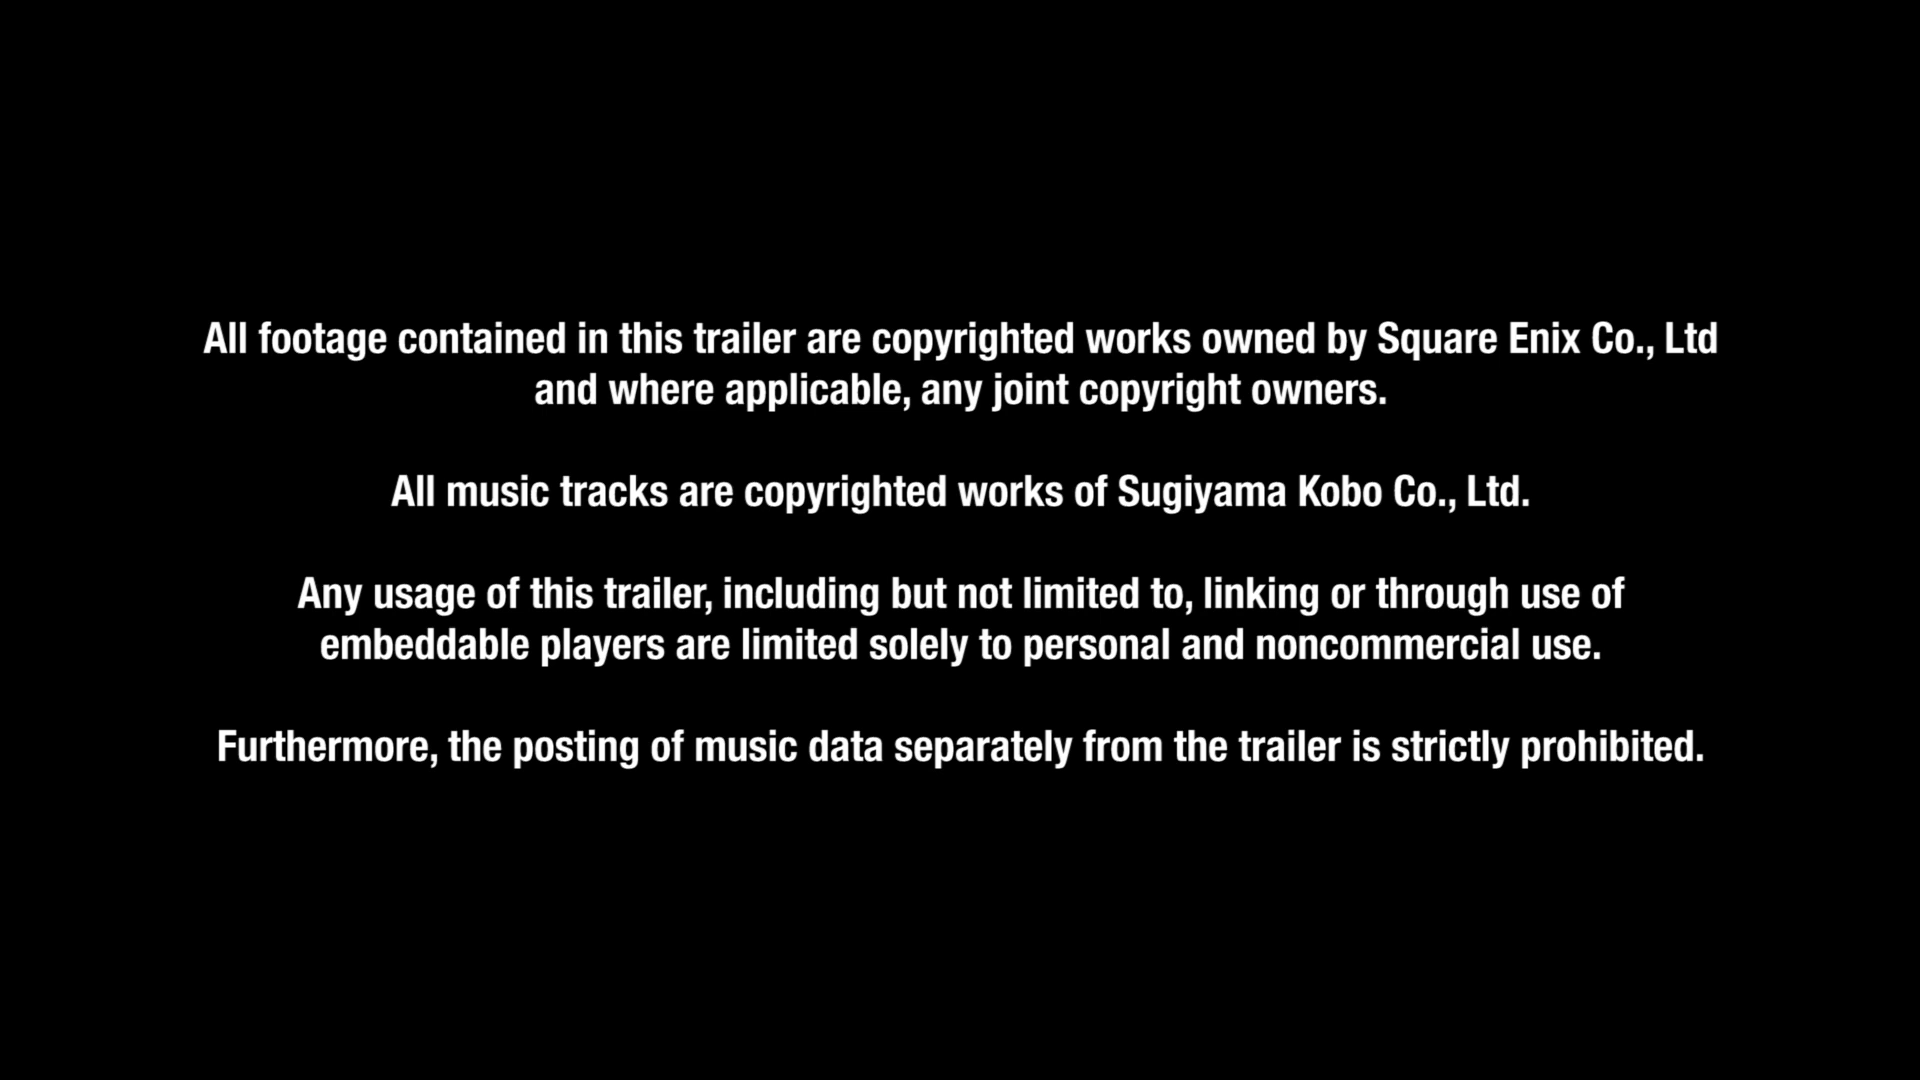 All footage contained in this trailer are copyrighted works owned by Square Enix Co., Ltd
and where applicable, any joint copyright owners.
All music tracks are copyrighted works of Sugiyama Kobo Co., Ltd.
Any usage of this trailer, including but not limited to, linking or through use of
embeddable players are limited solely to personal and noncommercial use.
Furthermore, the posting of music data separately from the trailer is strictly prohibited.